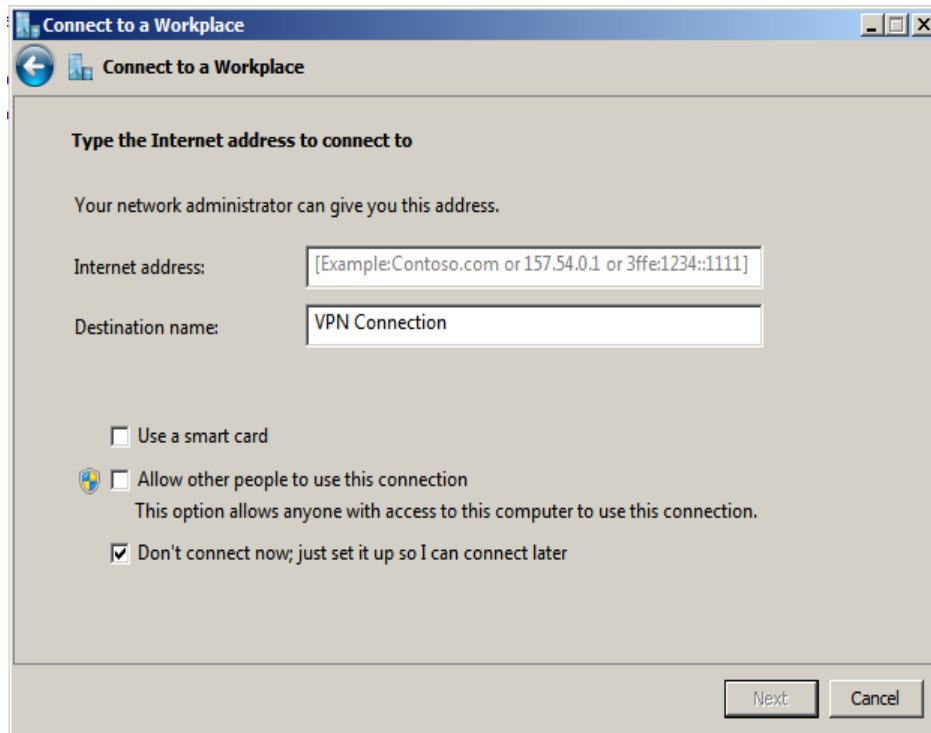 Connect to a Workplace
Connect to a Workplace
Type the Internet address to connect to
Your network administrator can give you this address.
Internet address: [Example:Contoso.com or 157.54.0.1 or 3ffe:1234::1111]
Destination name: VPN Connection
Use a smart card
Allow other people to use this connection
This option allows anyone with access to this computer to use this connection.
Don't connect now; just set it up so I can connect later
Next Cancel